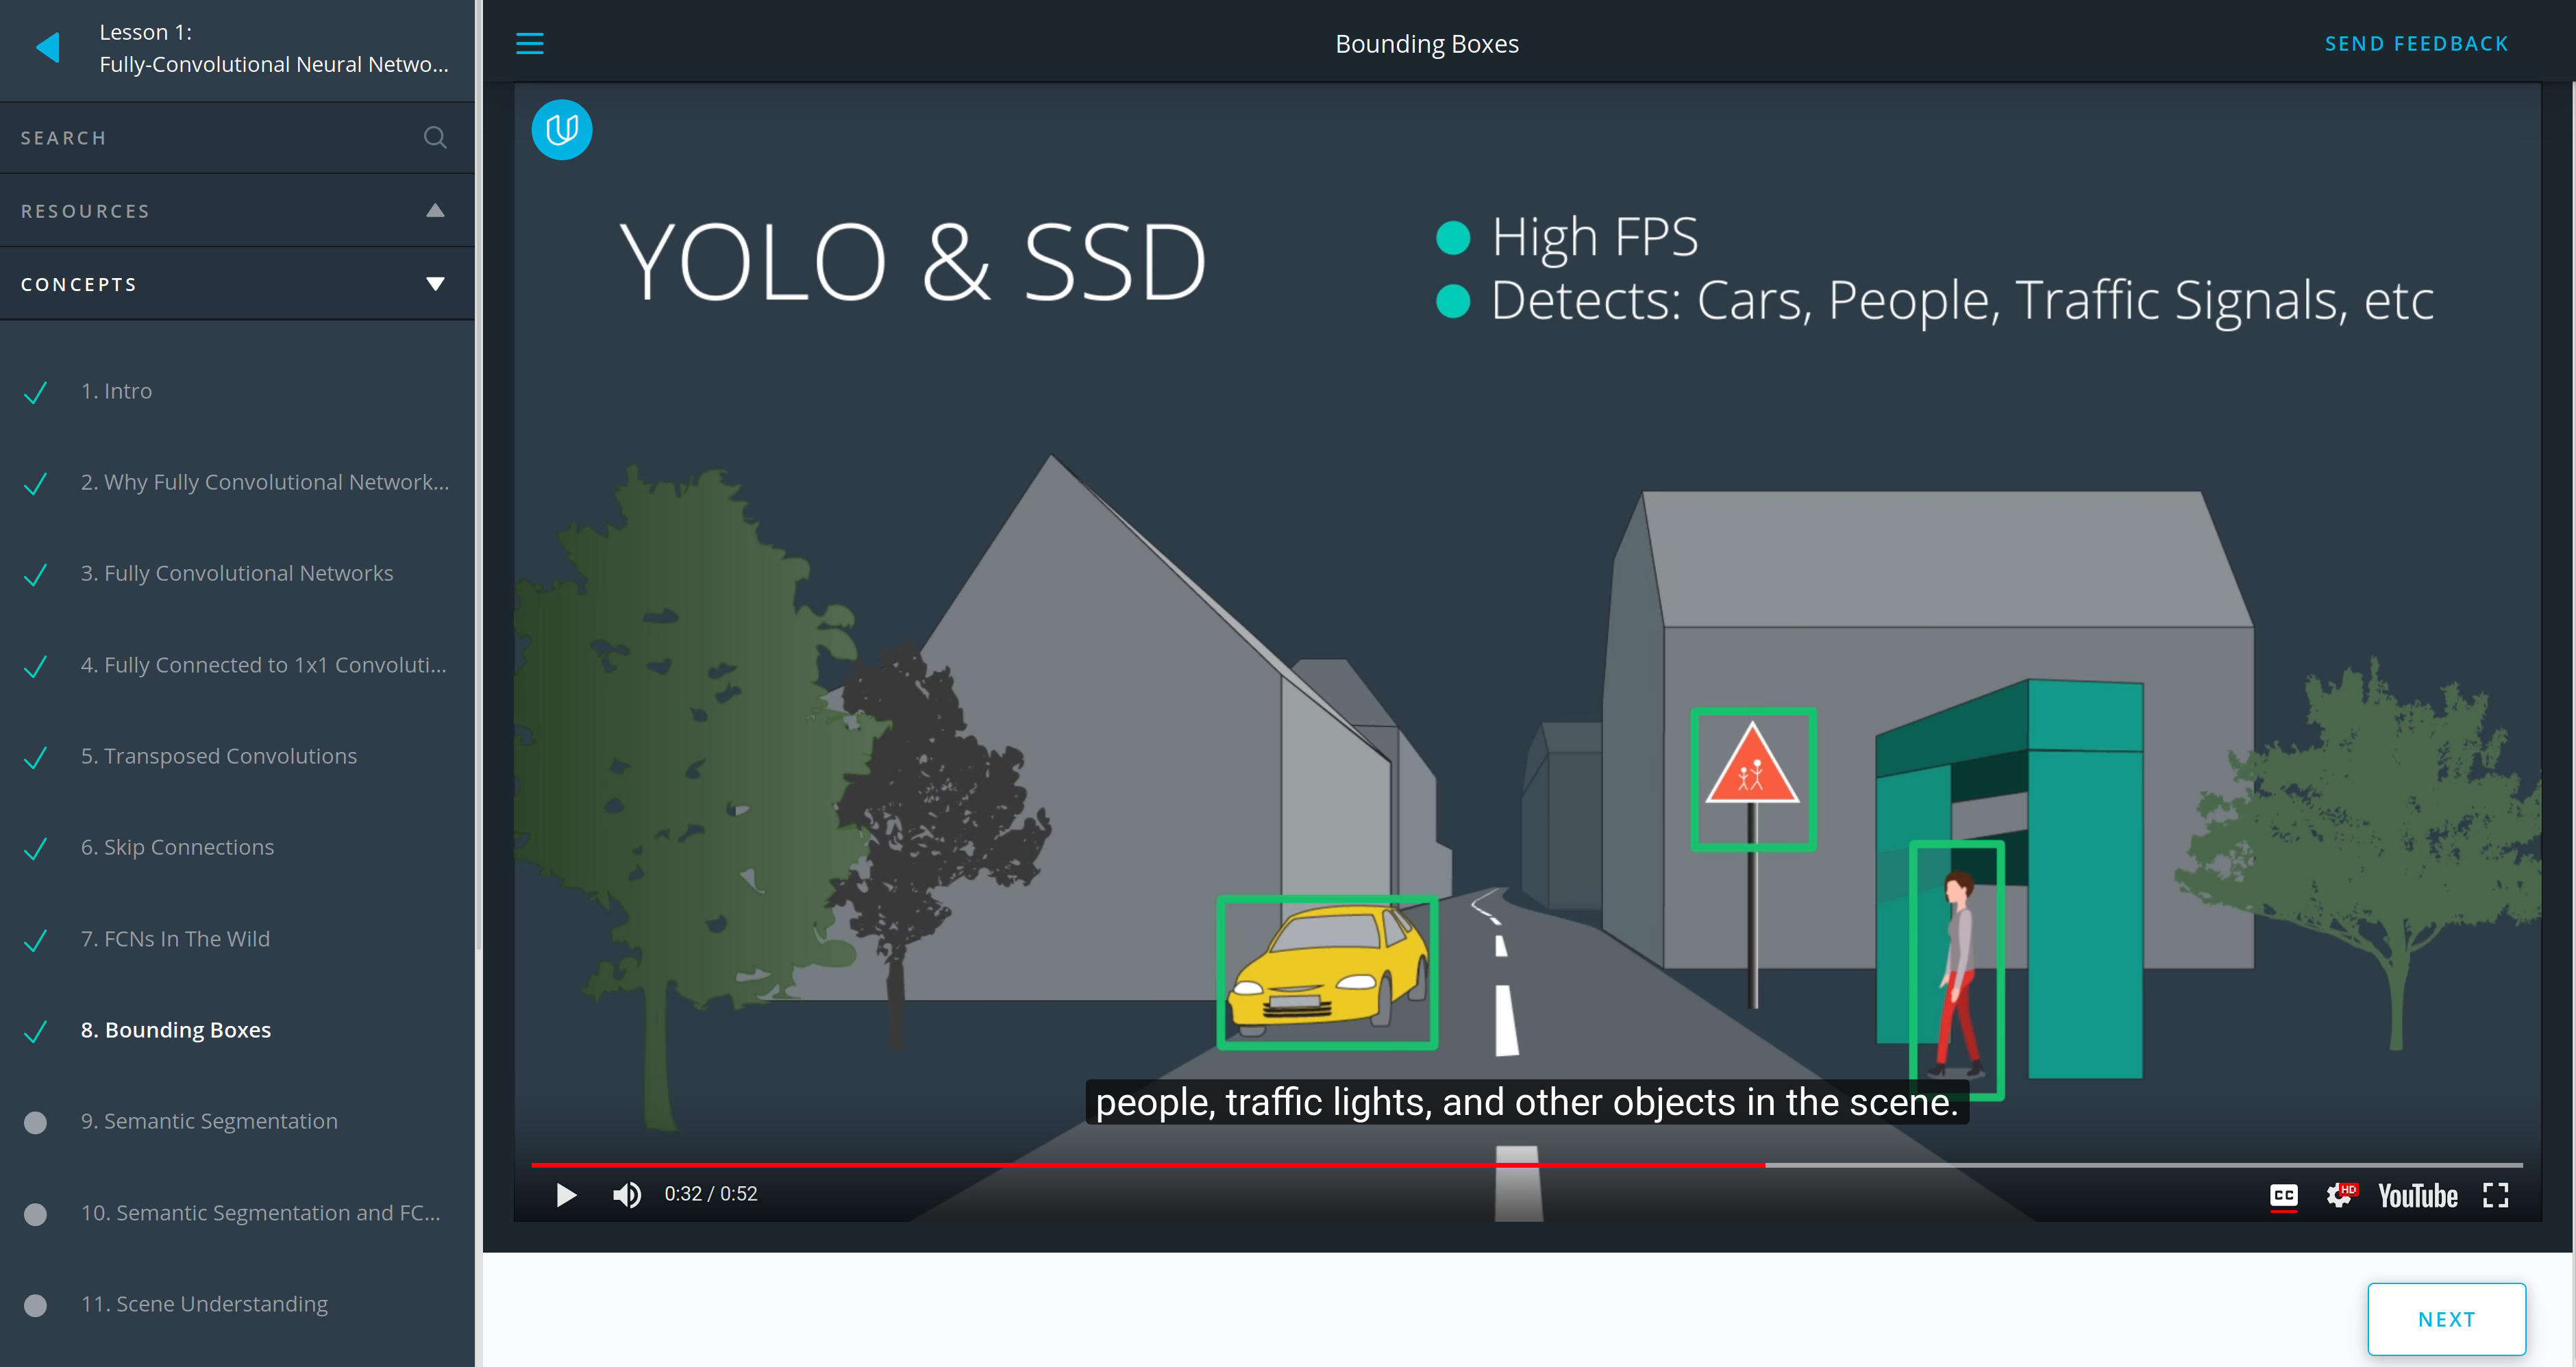 Lesson 1:
Fully-Convolutional Neural Netwo...
SEARCH
RESOURCES
CONCEPTS
1. Intro
2. Why Fully Convolutional Network...
3. Fully Convolutional Networks
4. Fully Connected to 1x1 Convoluti...
5. Transposed Convolutions
6. Skip Connections
7. FCNs In The Wild
8. Bounding Boxes
9. Semantic Segmentation
10. Semantic Segmentation and FC...
11. Scene Understanding
Bounding Boxes
SEND FEEDBACK
YOLO & SSD
High FPS
Detects: Cars, People, Traffic Signals, etc
people, traffic lights, and other objects in the scene.
0:32 / 0:52
CC
HD
YouTube
NEXT